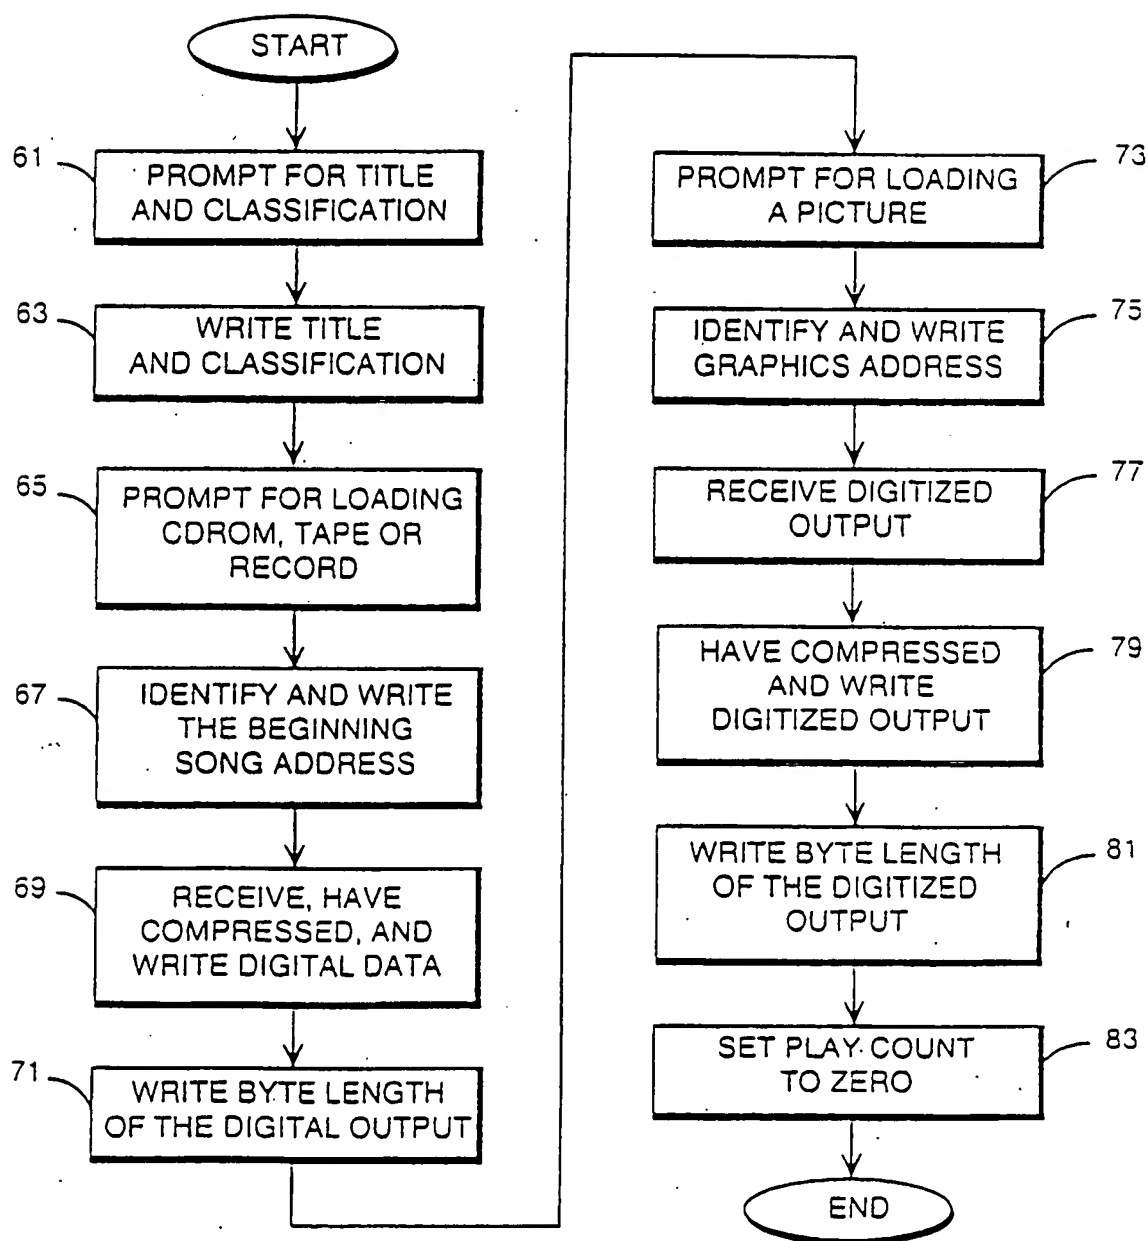 START
61
PROMPT FOR TITLE
AND CLASSIFICATION
63
WRITE TITLE
AND CLASSIFICATION
65
PROMPT FOR LOADING
CDROM, TAPE OR
RECORD
67
IDENTIFY AND WRITE
THE BEGINNING
SONG ADDRESS
69
RECEIVE, HAVE
COMPRESSED, AND
WRITE DIGITAL DATA
71
WRITE BYTE LENGTH
OF THE DIGITAL OUTPUT
73
PROMPT FOR LOADING
A PICTURE
75
IDENTIFY AND WRITE
GRAPHICS ADDRESS
77
RECEIVE DIGITIZED
OUTPUT
79
HAVE COMPRESSED
AND WRITE
DIGITIZED OUTPUT
81
WRITE BYTE LENGTH
OF THE DIGITIZED
OUTPUT
83
SET PLAY COUNT
TO ZERO
END